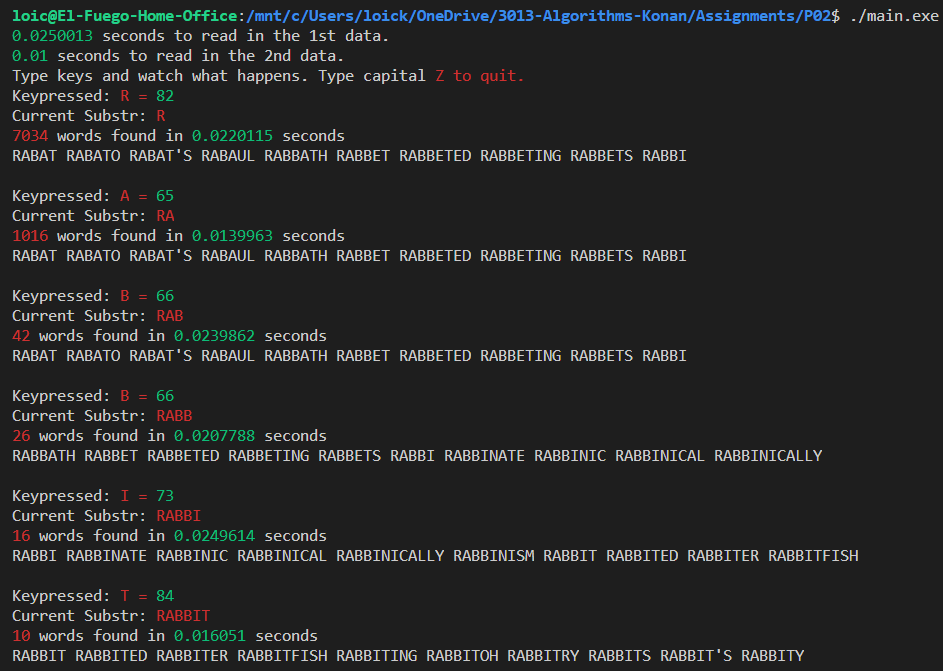 loic@El-Fuego-Home-Office:/mnt/c/Users/loick/OneDrive/3013-Algorithms-Konan/Assignments/P02$ ./main.exe
0.0250013 seconds to read in the 1st data.
0.01 seconds to read in the 2nd data.
Type keys and watch what happens. Type capital Z to quit.
Keypressed: R = 82
Current Substr: R
7034 words found in 0.0220115 seconds
RABAT RABATO RABAT'S RABAUL RABBATH RABBET RABBETED RABBETING RABBETS RABBI
Keypressed: A = 65
Current Substr: RA
1016 words found in 0.0139963 seconds
RABAT RABATO RABAT'S RABAUL RABBATH RABBET RABBETED RABBETING RABBETS RABBI
Keypressed: B = 66
Current Substr: RAB
42 words found in 0.0239862 seconds
RABAT RABATO RABAT'S RABAUL RABBATH RABBET RABBETED RABBETING RABBETS RABBI
Keypressed: B = 66
Current Substr: RABB
26 words found in 0.0207788 seconds
RABBATH RABBET RABBETED RABBETING RABBETS RABBI RABBINATE RABBINIC RABBINICAL RABBINICALLY
Keypressed: I = 73
Current Substr: RABBI
16 words found in 0.0249614 seconds
RABBI RABBINATE RABBINIC RABBINICAL RABBINICALLY RABBINISM RABBIT RABBITED RABBITER RABBITFISH
Keypressed: T = 84
Current Substr: RABBIT
10 words found in 0.016051 seconds
RABBIT RABBITED RABBITER RABBITFISH RABBITING RABBITOH RABBITRY RABBITS RABBIT'S RABBITY